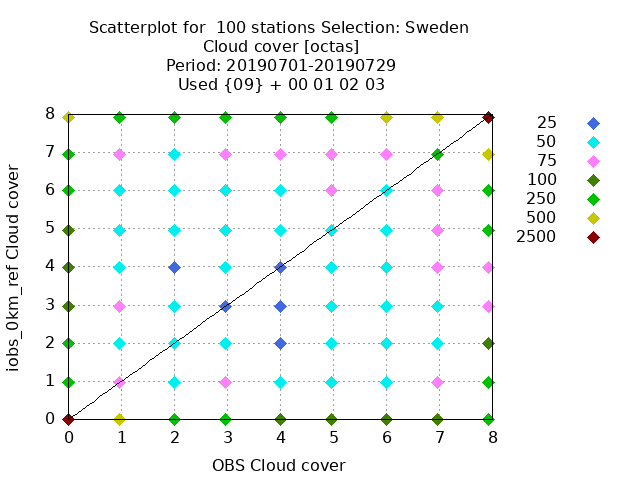 Scatterplot for  100 stations Selection: Sweden
Cloud cover [octas]
Period: 20190701-20190729
Used {09} + 00 01 02 03
8
7
6
5
4
3
2
1
0
0 1 2 3 4 5 6 7 8
iobs_0km_ref Cloud cover
OBS Cloud cover
25
50
75
100
250
500
2500